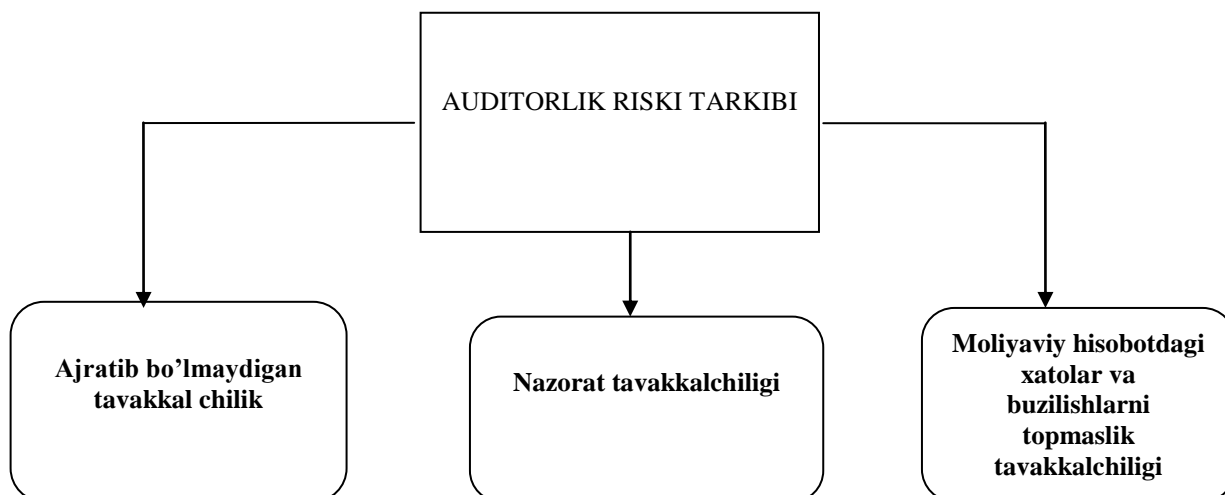 AUDITORLIK RISKI TARKIBI
Ajratib bo’lmaydigan
tavakkal chilik
Nazorat tavakkalchiligi
Moliyaviy hisobotdagi
xatolar va
buzilishlarni
topmaslik
tavakkalchiligi